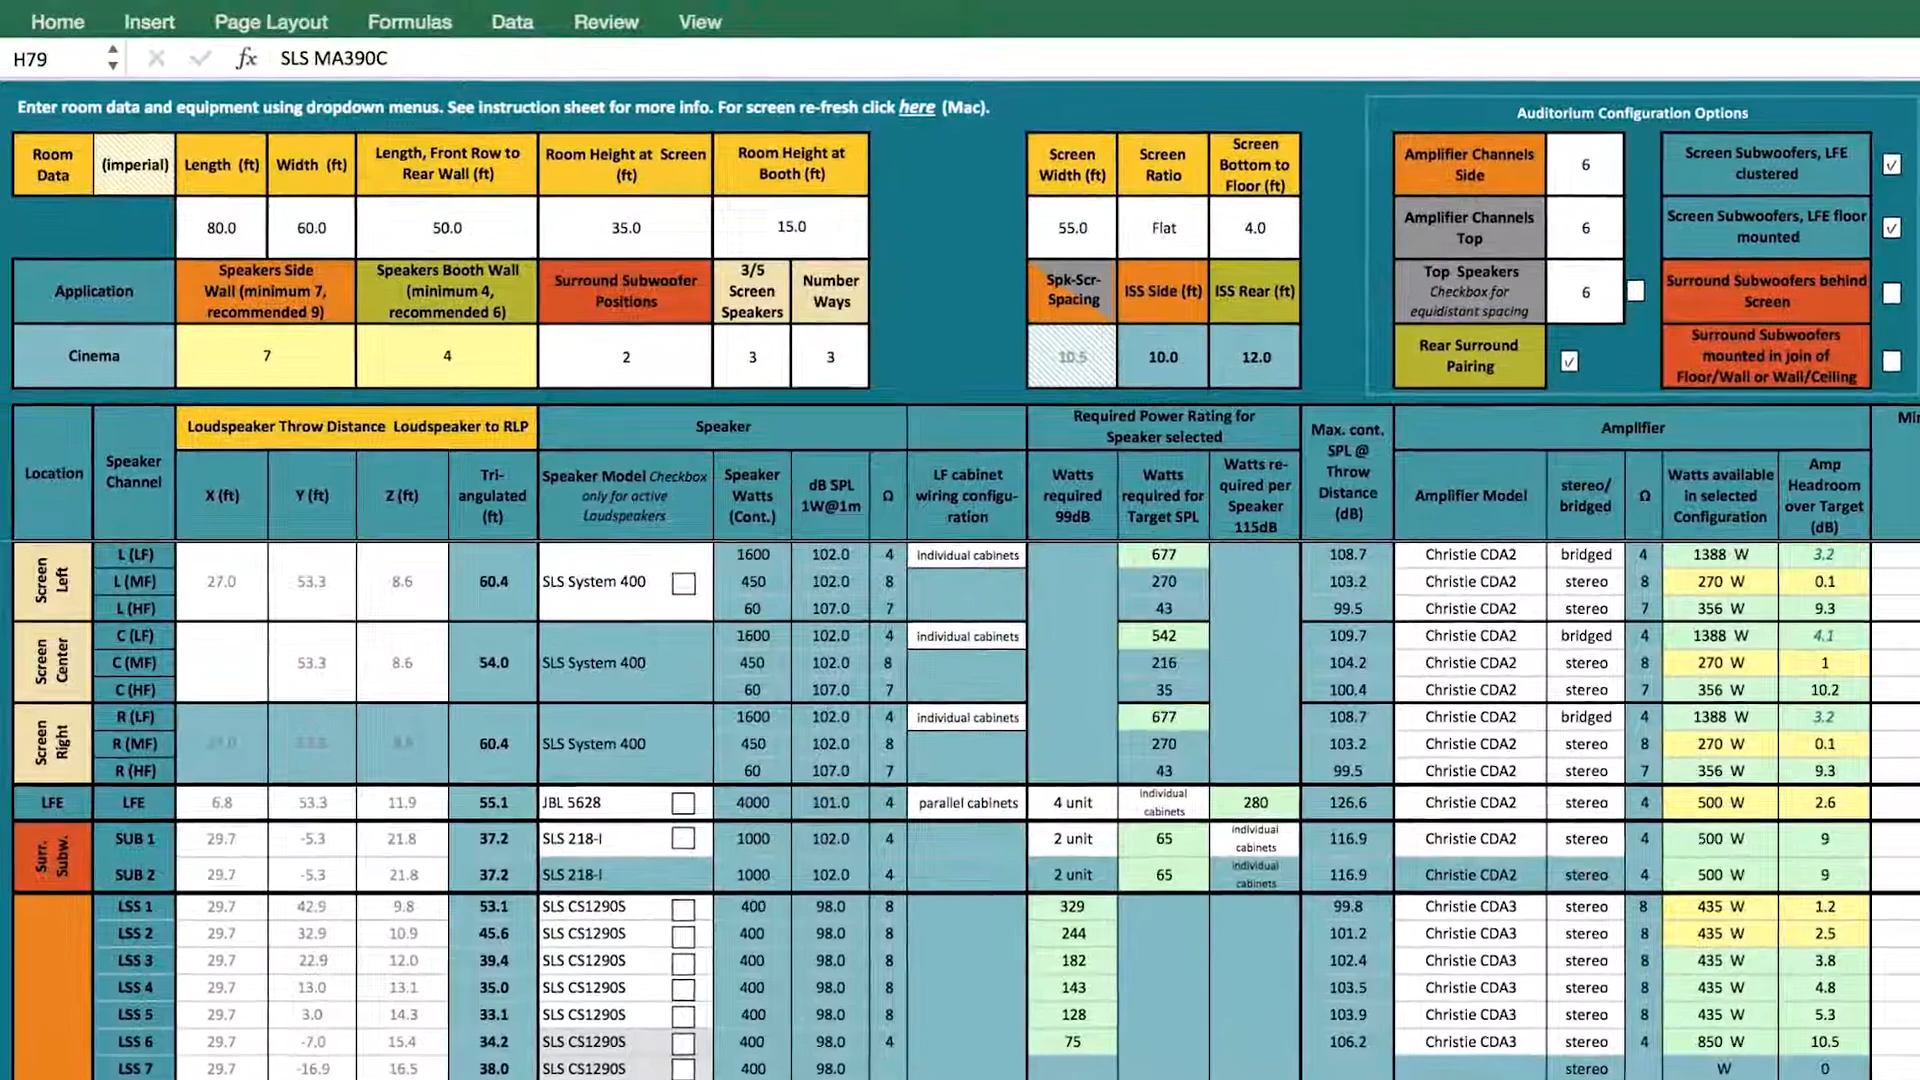 Home Insert Page Layout Formulas Data Review View
H79 fx SLS MA390C
Enter room data and equipment using dropdown menus. See instruction sheet for more info. For screen re-fresh click here (Mac).
Auditorium Configuration Options
Room Data (imperial) Length (ft) Width (ft) Length, Front Row to Rear Wall (ft) Room Height at Screen (ft) Room Height at Booth (ft) Screen Width (ft) Screen Ratio Screen Bottom to Floor (ft) Amplifier Channels Side 6 Screen Subwoofers, LFE clustered ✓
80.0 60.0 50.0 35.0 15.0 55.0 Flat 4.0 Amplifier Channels Top 6 Screen Subwoofers, LFE floor mounted ✓
Application Speakers Side Wall (minimum 7, recommended 9) Speakers Booth Wall (minimum 4, recommended 6) Surround Subwoofer Positions 3/5 Screen Speakers Number Ways Spk-Scr-Spacing ISS Side (ft) ISS Rear (ft) Top Speakers Checkbox for equidistant spacing 6 Surround Subwoofers behind Screen
Cinema 7 4 2 3 3 10.5 10.0 12.0 Rear Surround Pairing ✓ Surround Subwoofers mounted in join of Floor/Wall or Wall/Ceiling
Location Speaker Channel Loudspeaker Throw Distance Loudspeaker to RLP Speaker Required Power Rating for Speaker selected Max. cont. SPL @ Throw Distance (dB) Amplifier
X (ft) Y (ft) Z (ft) Tri-angulated (ft) Speaker Model Checkbox only for active Loudspeakers Speaker Watts (Cont.) dB SPL 1W@1m Ω LF cabinet wiring configu-ration Watts required 99dB Watts required for Target SPL Watts re-quired per Speaker 115dB Amplifier Model stereo/bridged Ω Watts available in selected Configuration Amp Headroom over Target (dB)
Screen Left L (LF) 1600 102.0 4 individual cabinets 677 108.7 Christie CDA2 bridged 4 1388 W 3.2
L (MF) 27.0 53.3 8.6 60.4 SLS System 400 450 102.0 8 270 103.2 Christie CDA2 stereo 8 270 W 0.1
L (HF) 60 107.0 7 43 99.5 Christie CDA2 stereo 7 356 W 9.3
Screen Center C (LF) 1600 102.0 4 individual cabinets 542 109.7 Christie CDA2 bridged 4 1388 W 4.1
C (MF) 53.3 8.6 54.0 SLS System 400 450 102.0 8 216 104.2 Christie CDA2 stereo 8 270 W 1
C (HF) 60 107.0 7 35 100.4 Christie CDA2 stereo 7 356 W 10.2
Screen Right R (LF) 1600 102.0 4 individual cabinets 677 108.7 Christie CDA2 bridged 4 1388 W 3.2
R (MF) 60.4 SLS System 400 450 102.0 8 270 103.2 Christie CDA2 stereo 8 270 W 0.1
R (HF) 60 107.0 7 43 99.5 Christie CDA2 stereo 7 356 W 9.3
LFE LFE 6.8 53.3 11.9 55.1 JBL 5628 4000 101.0 4 parallel cabinets 4 unit individual cabinets 280 126.6 Christie CDA2 stereo 4 500 W 2.6
Surr. Subw. SUB 1 29.7 -5.3 21.8 37.2 SLS 218-I 1000 102.0 4 2 unit 65 individual cabinets 116.9 Christie CDA2 stereo 4 500 W 9
SUB 2 29.7 -5.3 21.8 37.2 SLS 218-I 1000 102.0 4 2 unit 65 individual cabinets 116.9 Christie CDA2 stereo 4 500 W 9
LSS 1 29.7 42.9 9.8 53.1 SLS CS1290S 400 98.0 8 329 99.8 Christie CDA3 stereo 8 435 W 1.2
LSS 2 29.7 32.9 10.9 45.6 SLS CS1290S 400 98.0 8 244 101.2 Christie CDA3 stereo 8 435 W 2.5
LSS 3 29.7 22.9 12.0 39.4 SLS CS1290S 400 98.0 8 182 102.4 Christie CDA3 stereo 8 435 W 3.8
LSS 4 29.7 13.0 13.1 35.0 SLS CS1290S 400 98.0 8 143 103.5 Christie CDA3 stereo 8 435 W 4.8
LSS 5 29.7 3.0 14.3 33.1 SLS CS1290S 400 98.0 8 128 103.9 Christie CDA3 stereo 8 435 W 5.3
LSS 6 29.7 -7.0 15.4 34.2 SLS CS1290S 400 98.0 4 75 106.2 Christie CDA3 stereo 4 850 W 10.5
LSS 7 29.7 -16.9 16.5 38.0 SLS CS1290S 400 98.0 stereo W 0